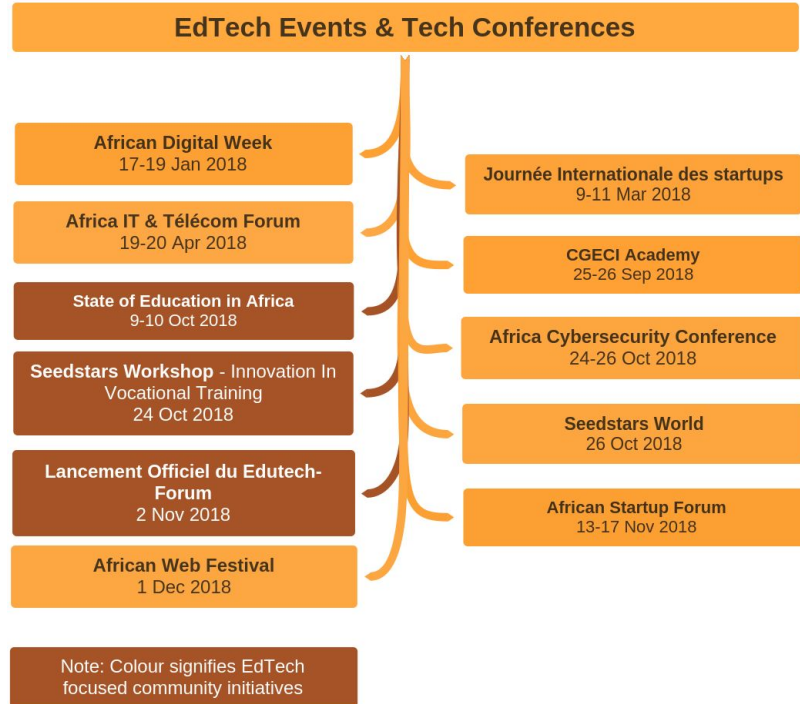 EdTech Events & Tech Conferences
African Digital Week
17-19 Jan 2018
Journée Internationale des startups
9-11 Mar 2018
Africa IT & Télécom Forum
19-20 Apr 2018
CGECI Academy
25-26 Sep 2018
State of Education in Africa
9-10 Oct 2018
Africa Cybersecurity Conference
24-26 Oct 2018
Seedstars Workshop - Innovation In
Vocational Training
24 Oct 2018
Seedstars World
26 Oct 2018
Lancement Officiel du Edutech-
Forum
2 Nov 2018
African Startup Forum
13-17 Nov 2018
African Web Festival
1 Dec 2018
Note: Colour signifies EdTech
focused community initiatives